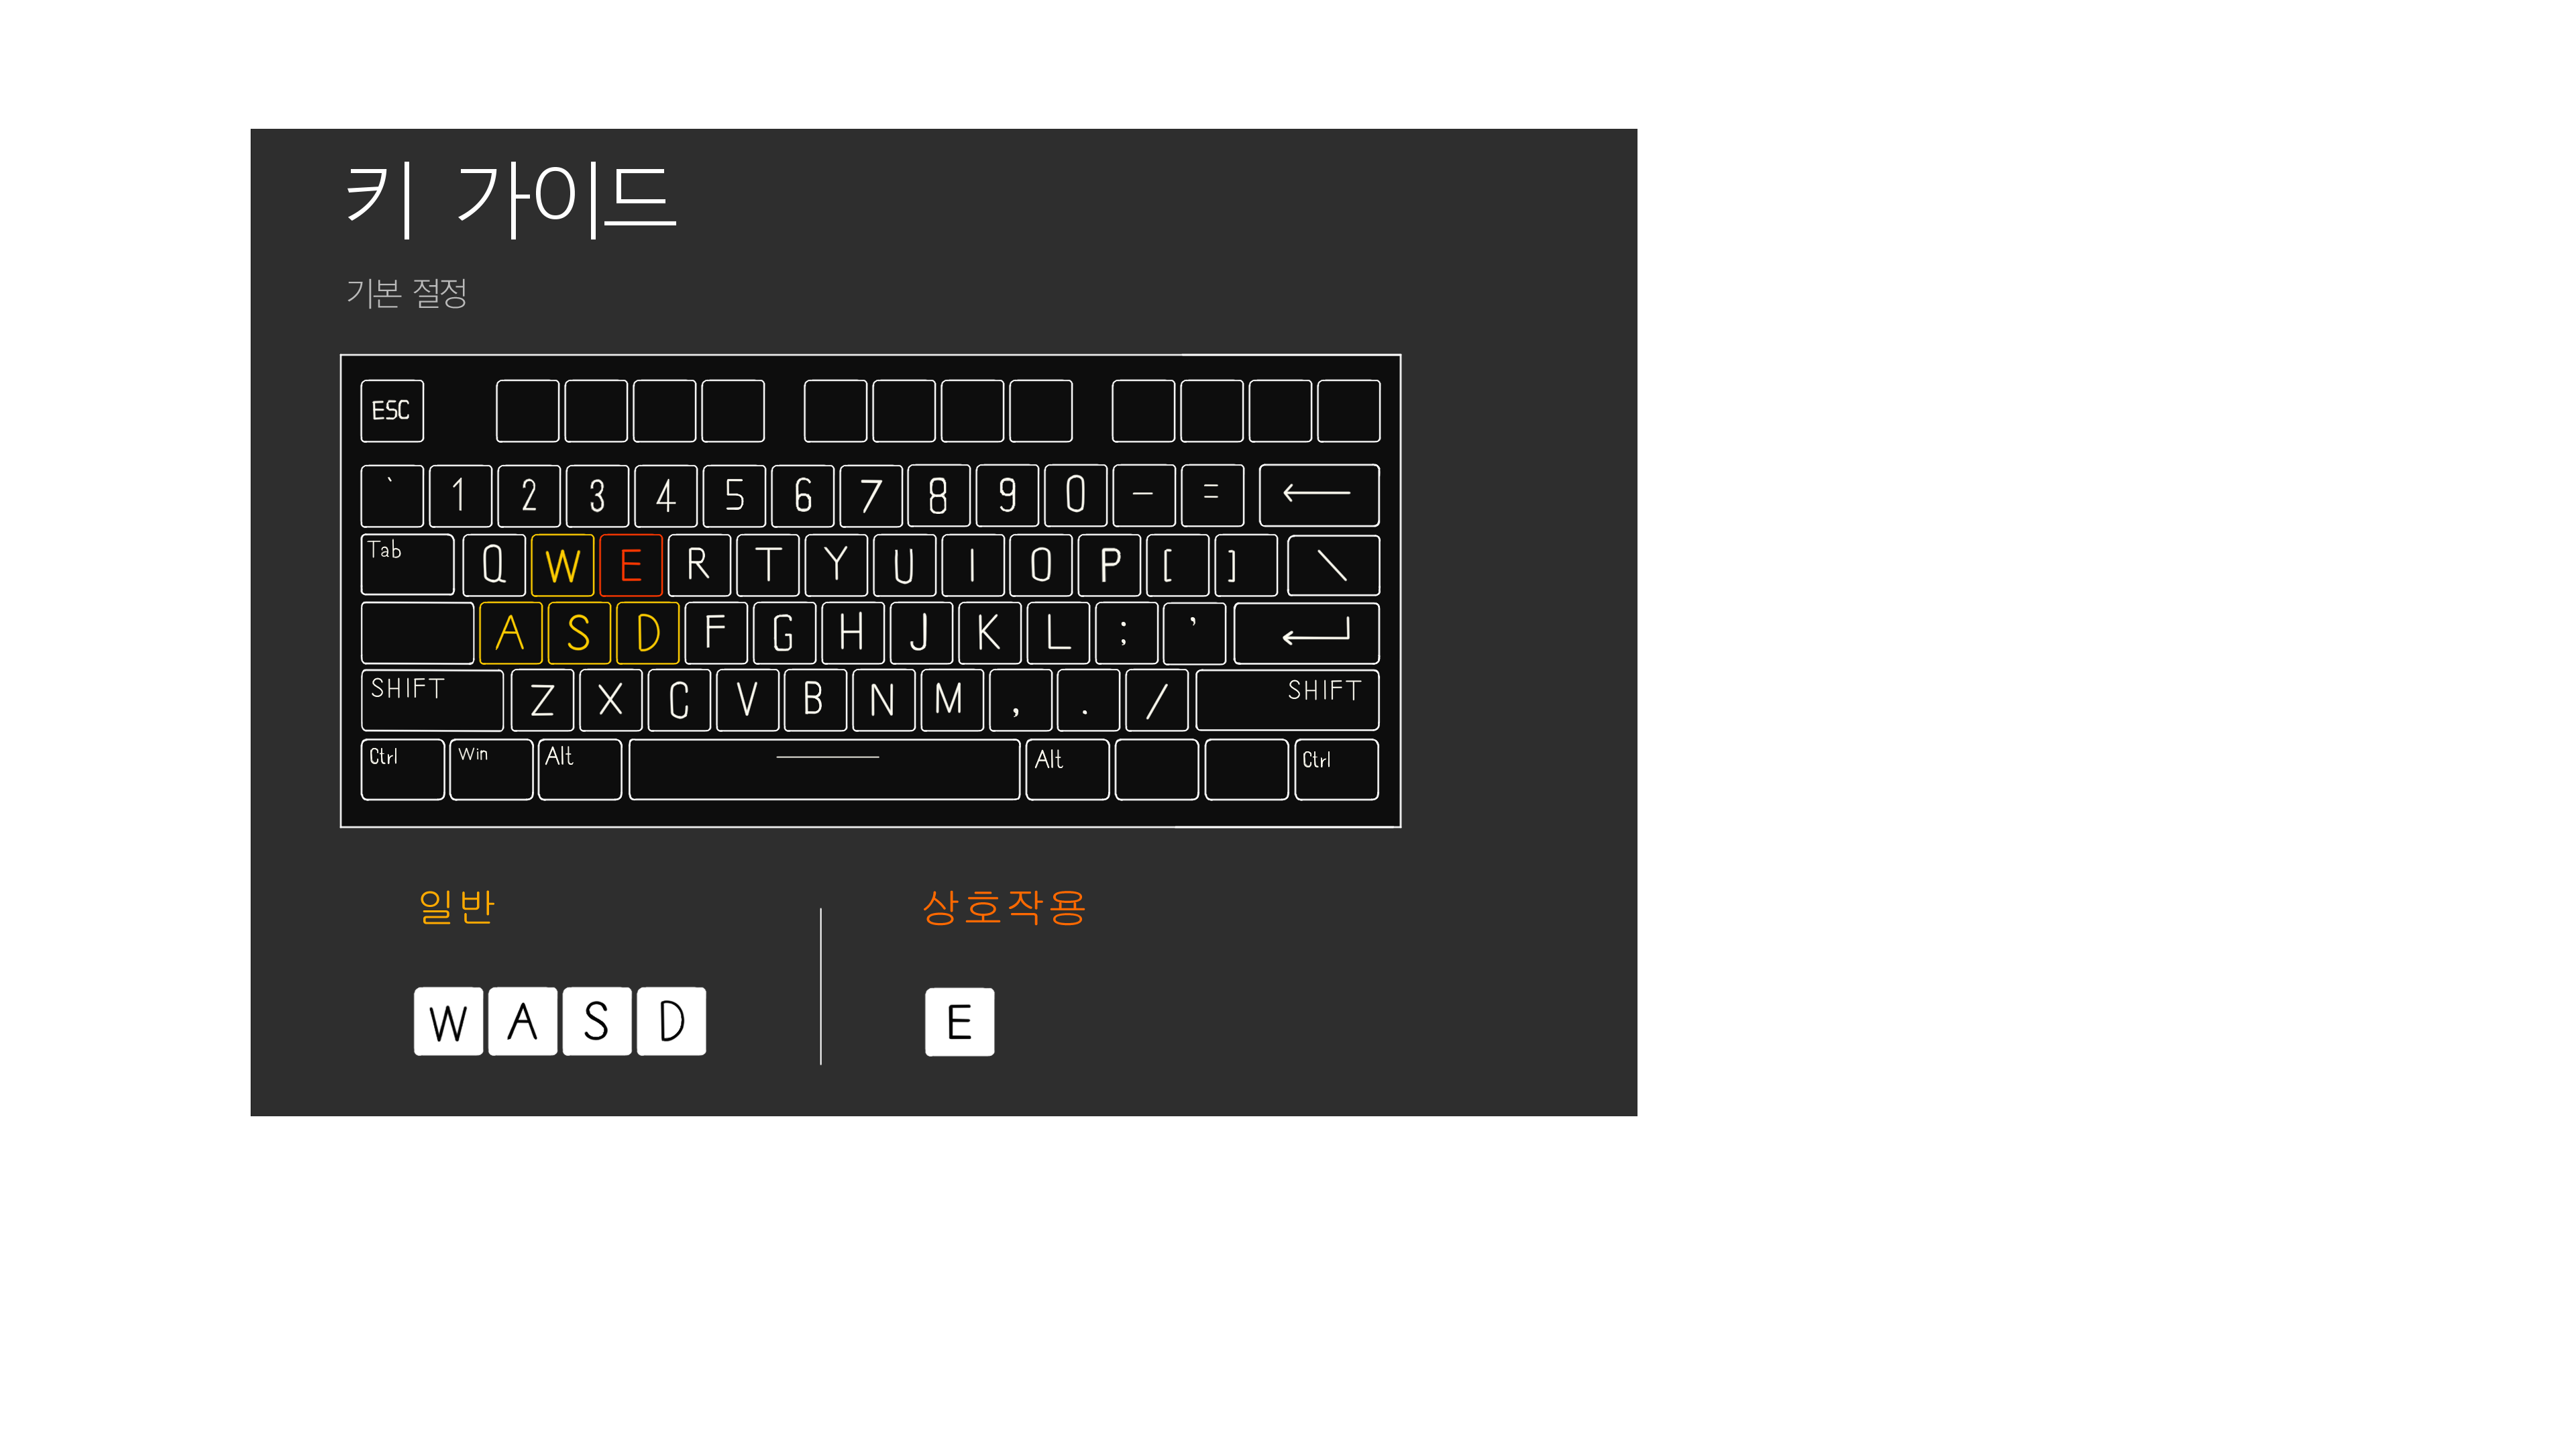 키 가이드
기본 절정
ESC
` 1 2 3 4 5 6 7 8 9 0 - = ←
Tab Q W E R T Y U I O P [ ] \
A S D F G H J K L ; ' ↵
SHIFT Z X C V B N M , . / SHIFT
Ctrl Win Alt Alt Ctrl
일반 상호작용
W A S D E